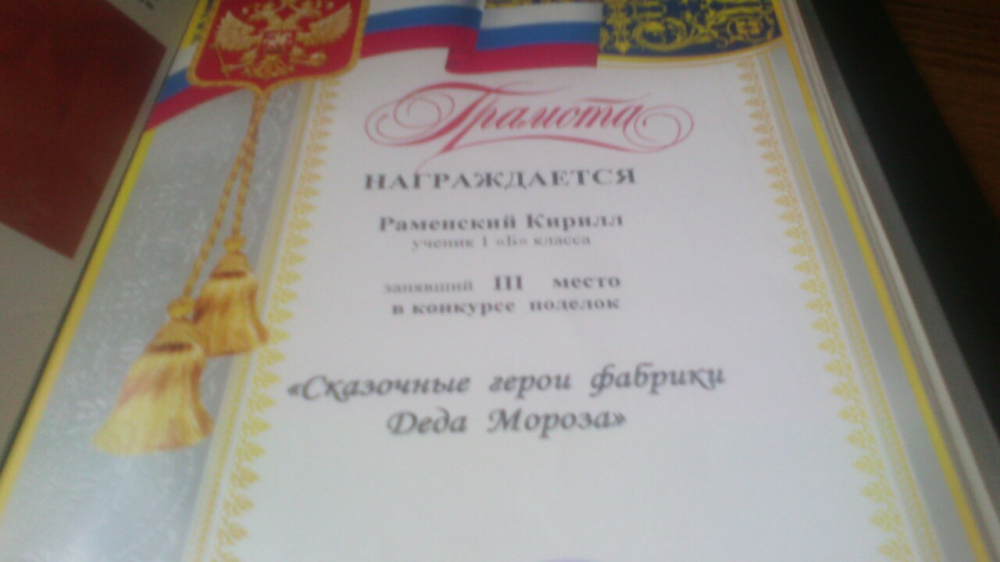 Грамота
НАГРАЖДАЕТСЯ
Раменский Кирилл
ученик 1 «Б» класса
занявший III место
в конкурсе поделок
«Сказочные герои фабрики
Деда Мороза»